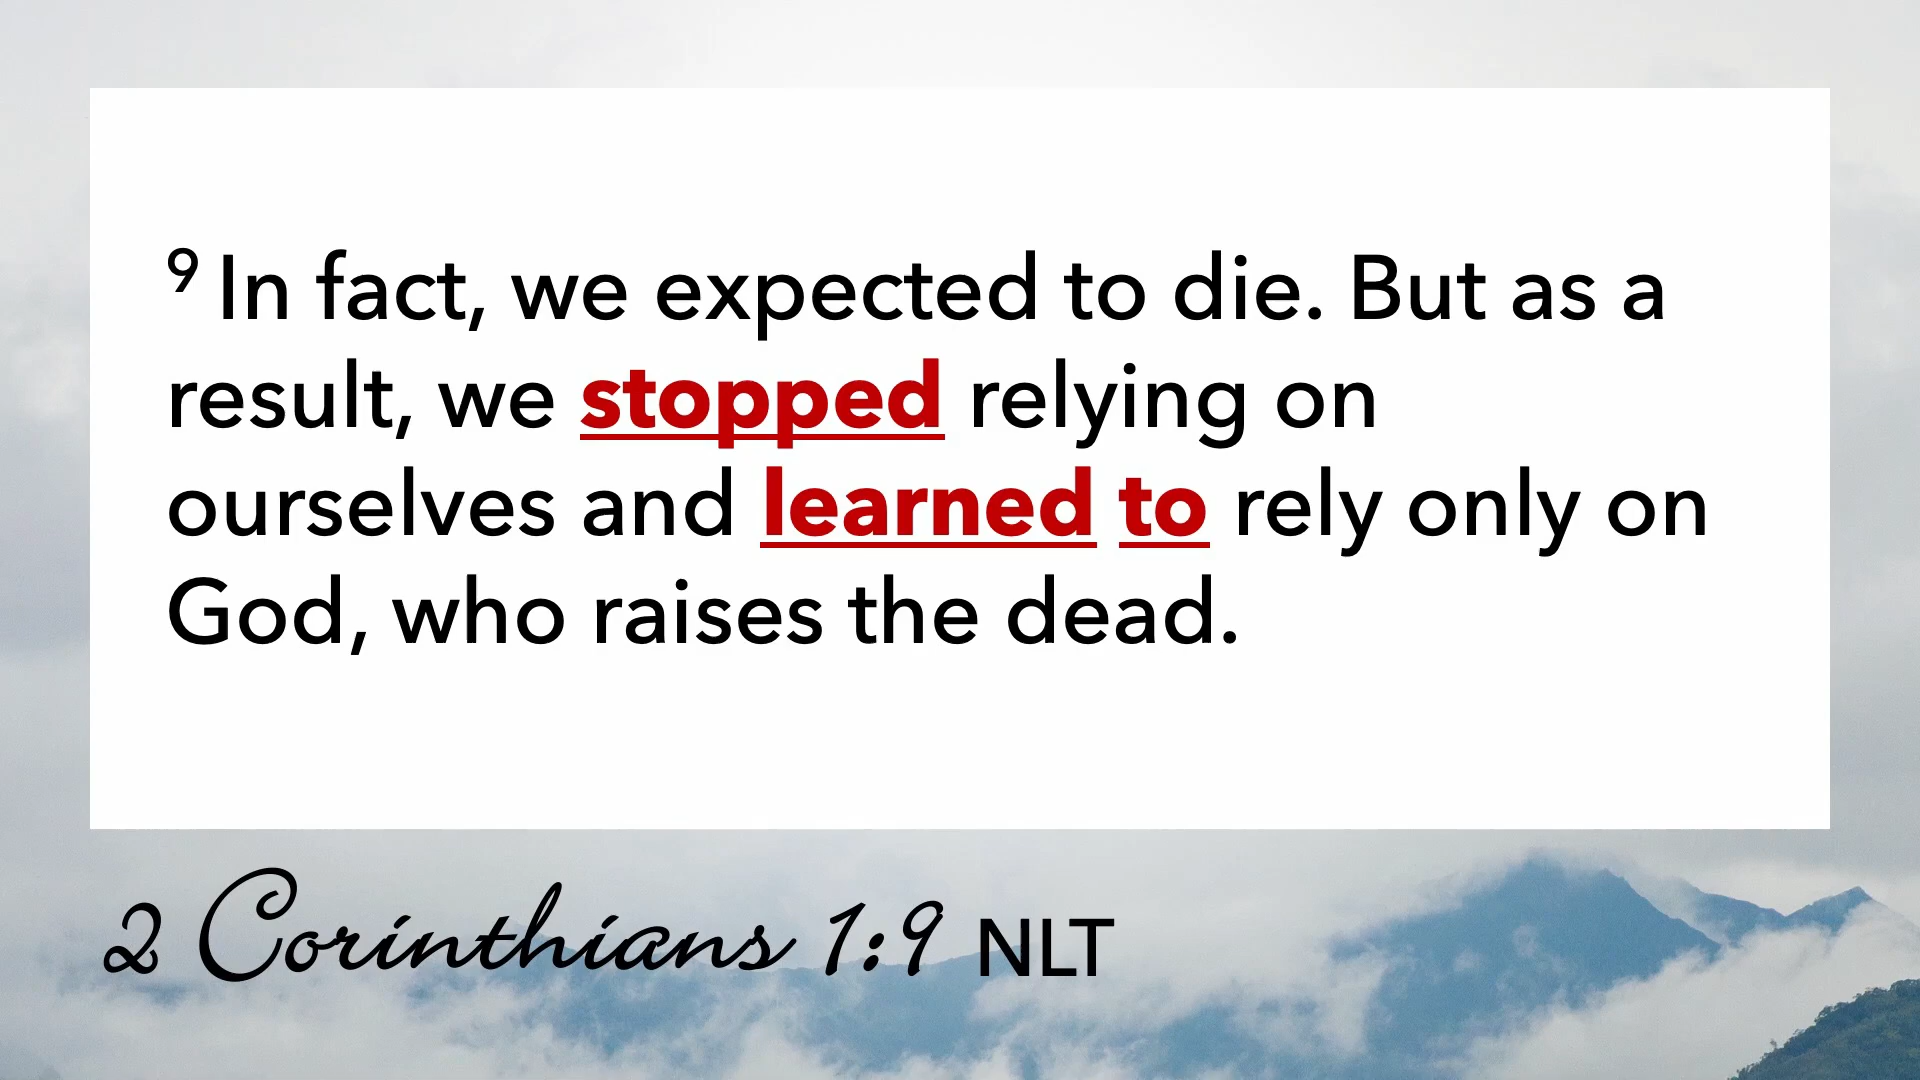 9 In fact, we expected to die. But as a
result, we stopped relying on
ourselves and learned to rely only on
God, who raises the dead.
2 Corinthians 1:9 NLT